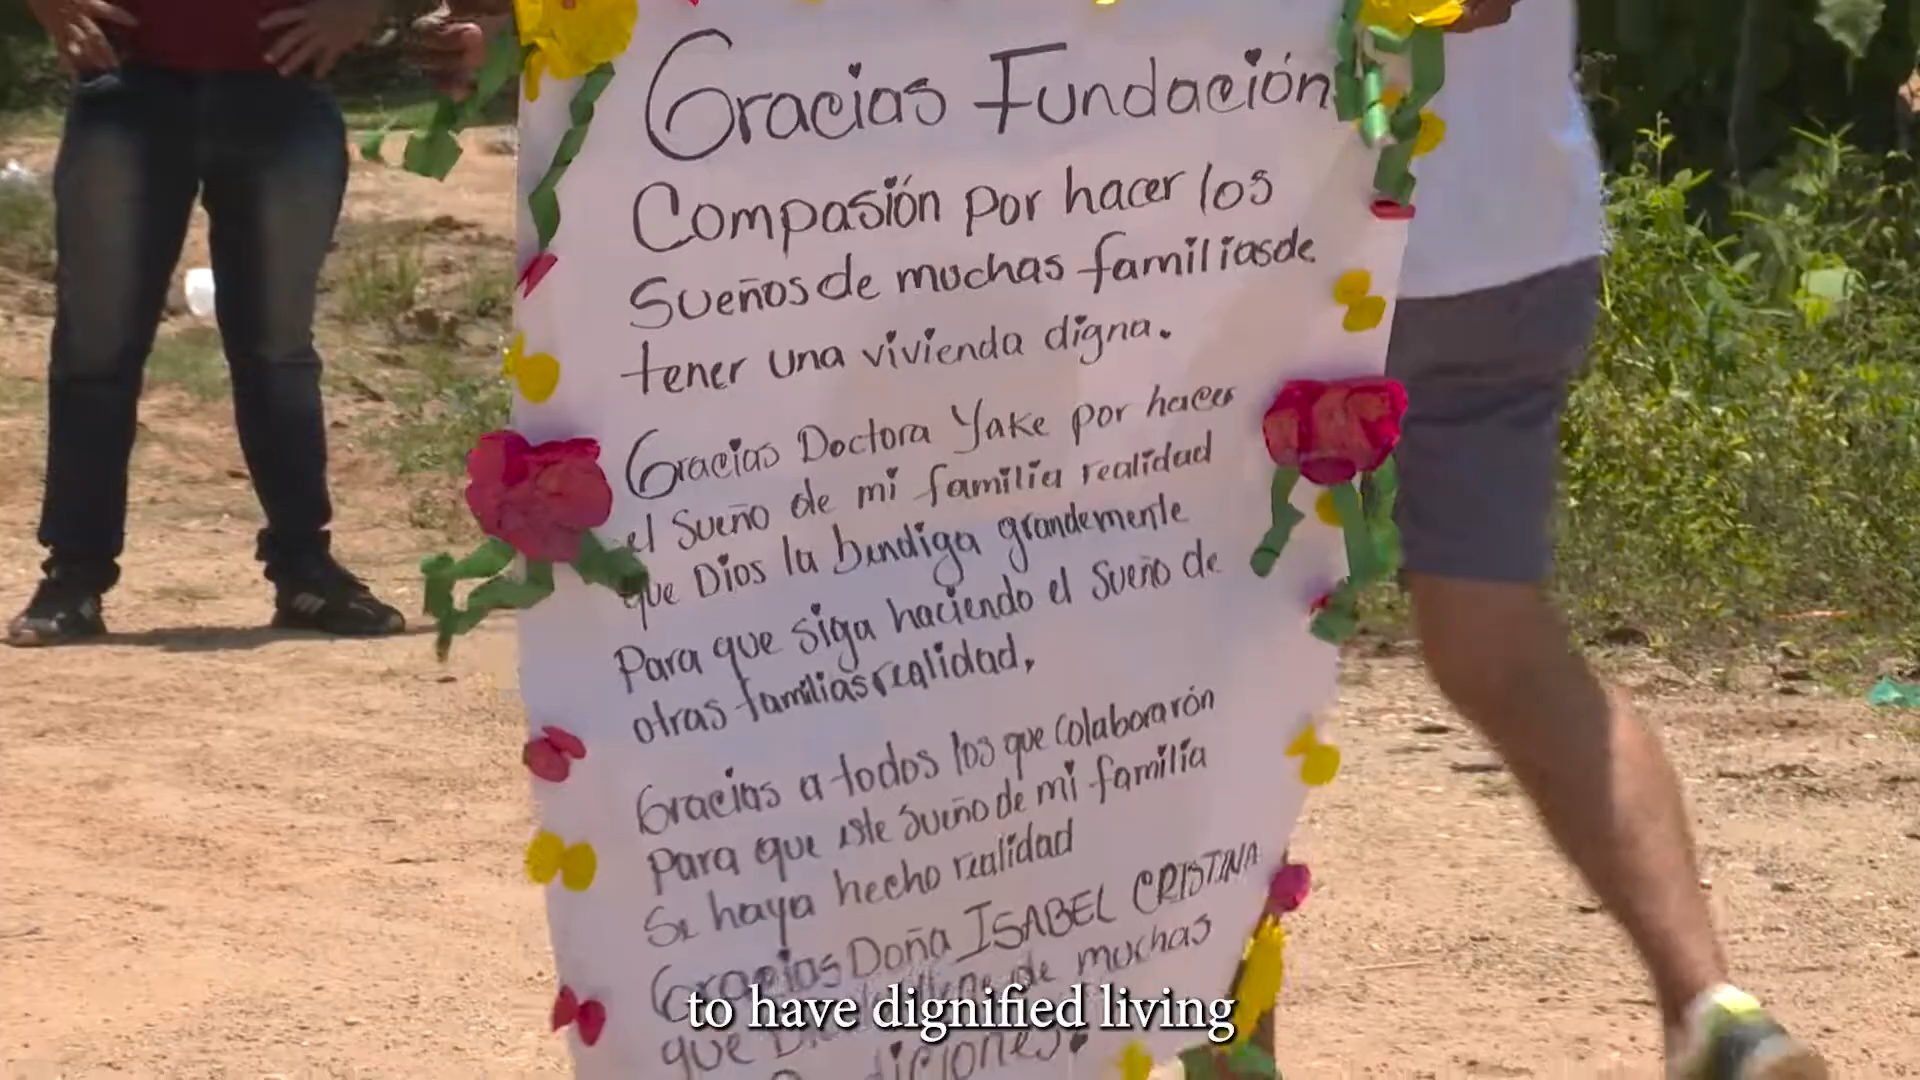 Gracias Fundación
Compasión por hacer los
Sueños de muchas familias de
tener una vivienda digna.
Gracias Doctora Yake por hacer
el Sueño de mi familia realidad
que Dios la bendiga grandemente
Para que siga haciendo el Sueño de
otras familias realidad,
Gracias a todos los que colaborarón
Para que este Sueño de mi familia
Se haya hecho realidad
Gracias Doña ISABEL CRISTINA
que de muchas
to have dignified living